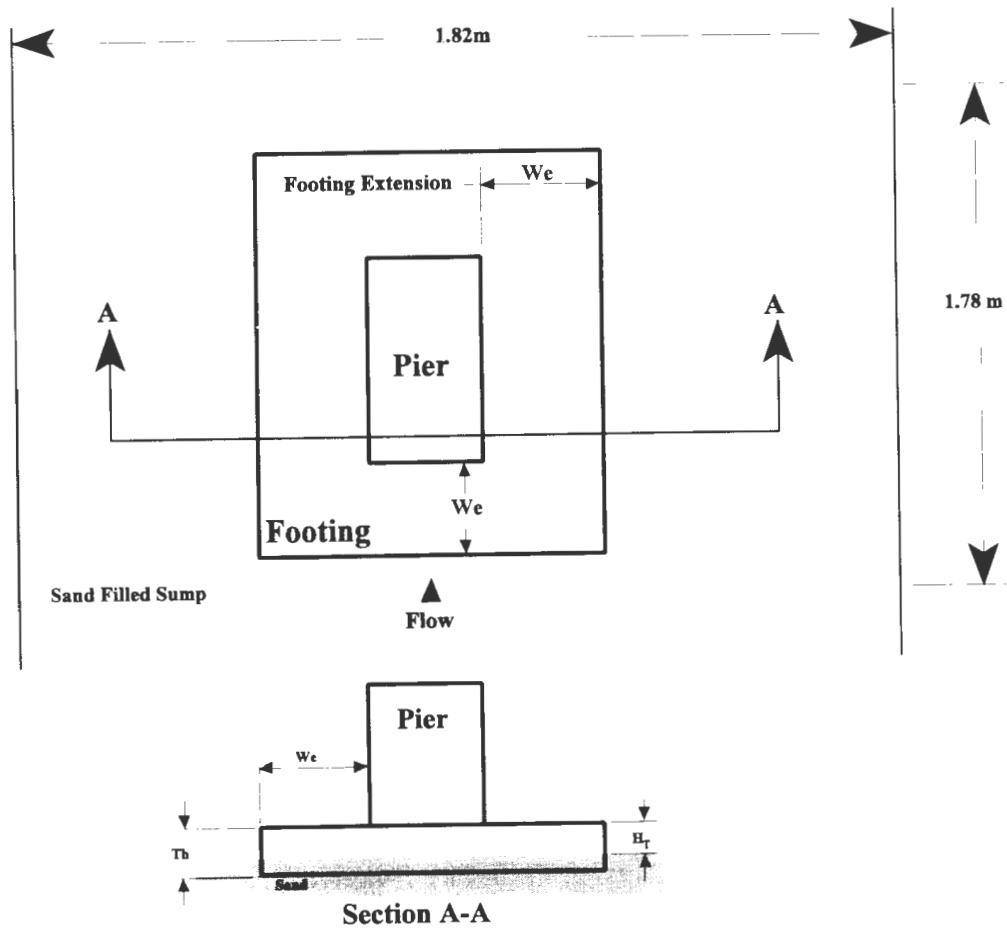 1.82m
Footing Extension
We
A
A
1.78 m
Pier
We
Footing
Sand Filled Sump
Flow
Pier
We
Th
HT
Sand
Section A-A